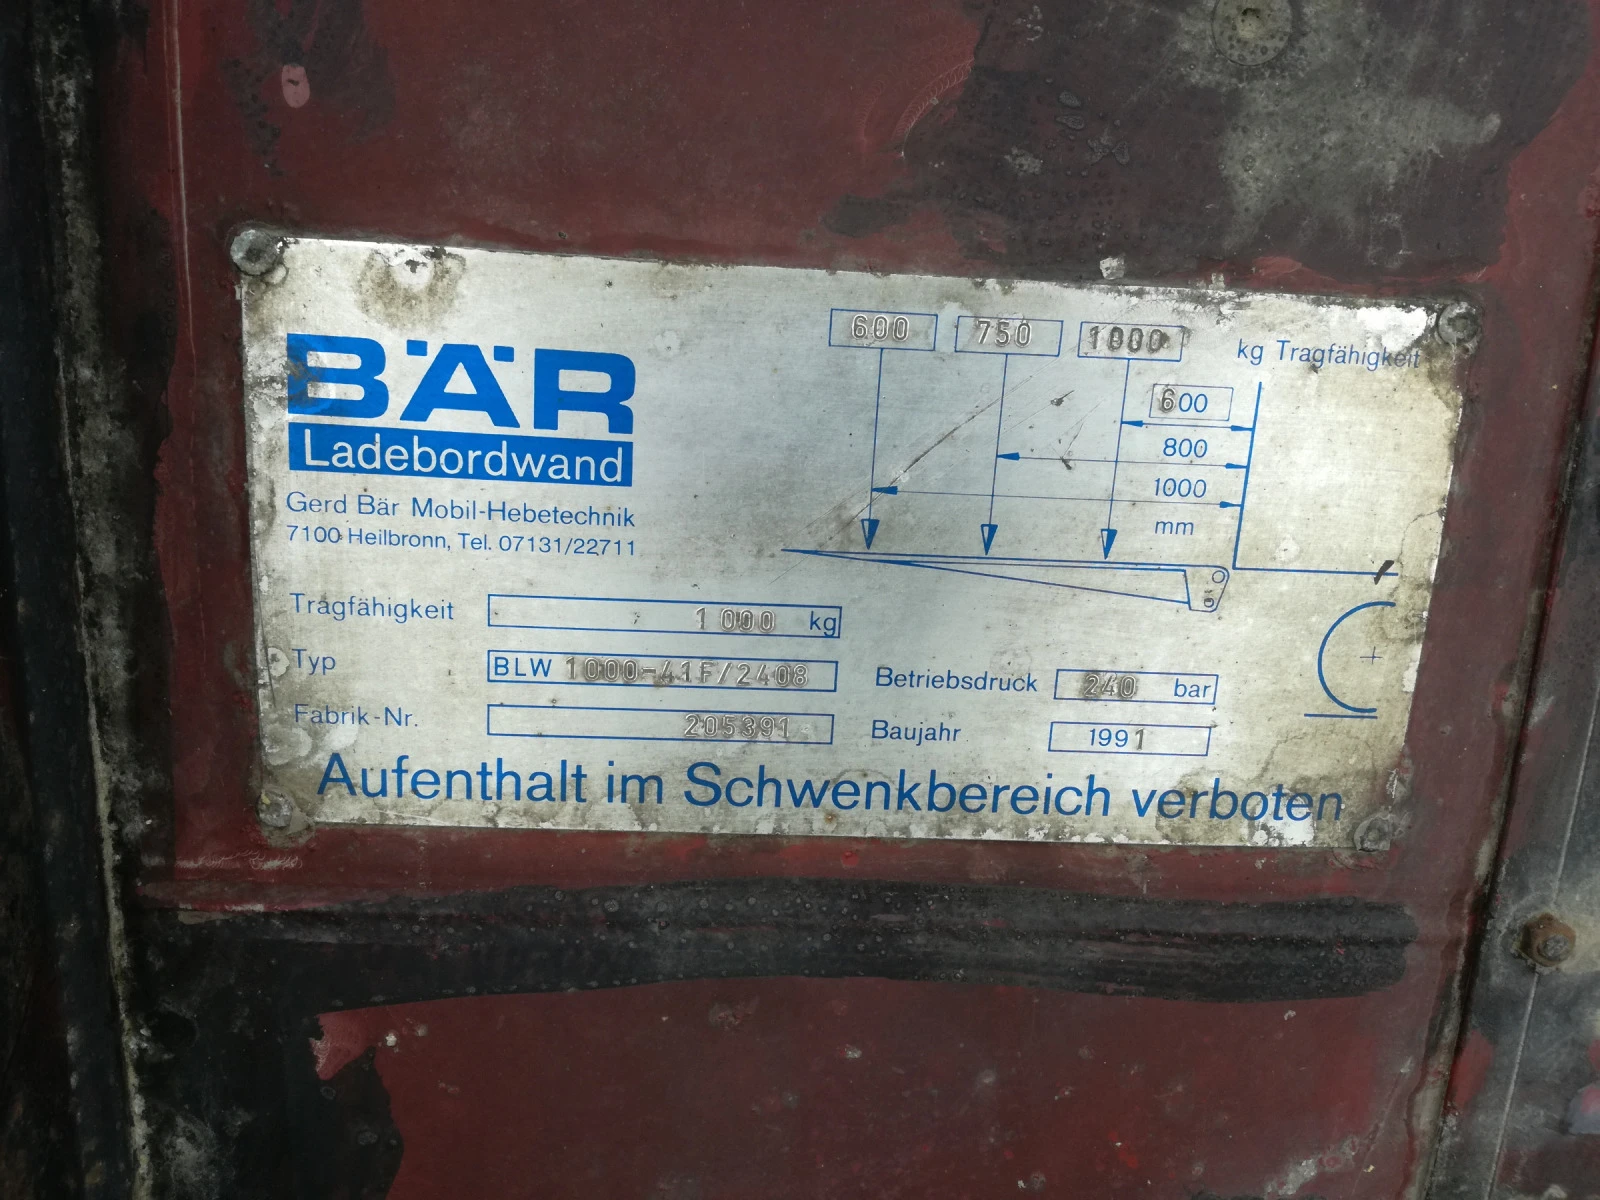 BÄR
Ladebordwand
Gerd Bär Mobil-Hebetechnik
7100 Heilbronn, Tel. 07131/22711
600 750 1000 kg Tragfähigkeit
600
800
1000
mm
Tragfähigkeit 1000 kg
Typ BLW 1000-41F/2408 Betriebsdruck 240 bar
Fabrik-Nr. 205391 Baujahr 1991
Aufenthalt im Schwenkbereich verboten